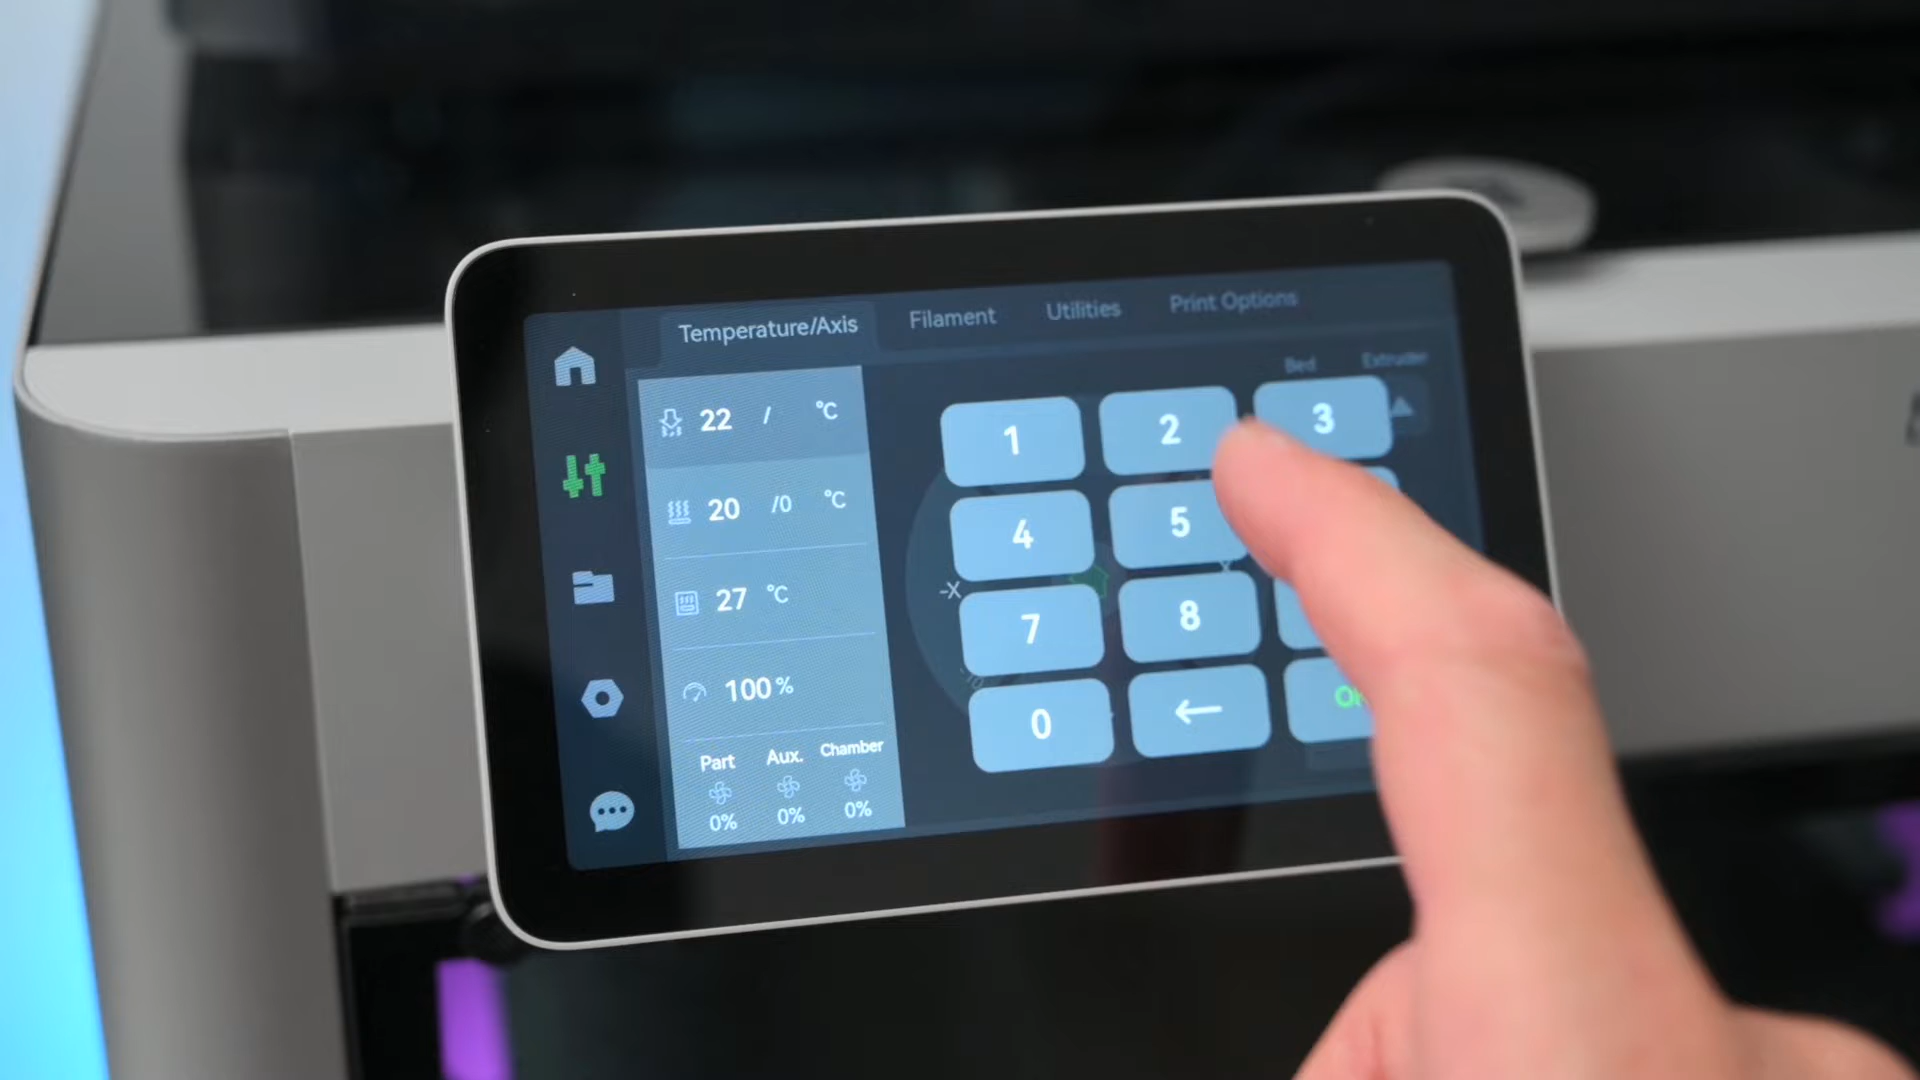 Temperature/Axis Filament Utilities Print Options
Bed Extruder
22 / °C
20 /0 °C
27 °C
100%
Part Aux. Chamber
0% 0% 0%
1 2 3
4 5
-X
7 8
0 ←